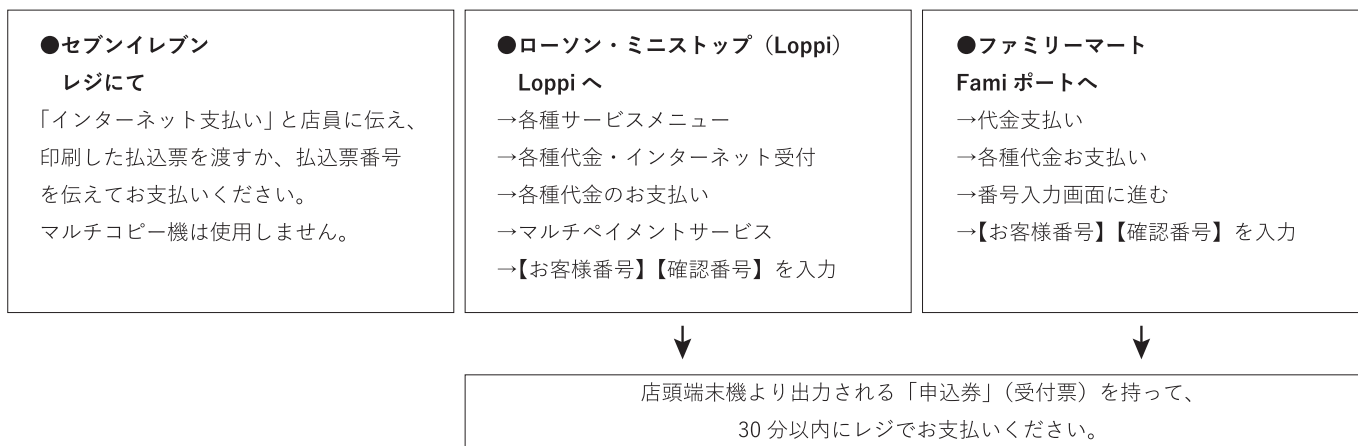 ●セブンイレブン
レジにて
「インターネット支払い」と店員に伝え、
印刷した払込票を渡すか、払込票番号
を伝えてお支払いください。
マルチコピー機は使用しません。
●ローソン・ミニストップ（Loppi）
Loppi へ
→各種サービスメニュー
→各種代金・インターネット受付
→各種代金のお支払い
→マルチペイメントサービス
→【お客様番号】【確認番号】を入力
●ファミリーマート
Fami ポートへ
→代金支払い
→各種代金お支払い
→番号入力画面に進む
→【お客様番号】【確認番号】を入力
店頭端末機より出力される「申込券」（受付票）を持って、
30 分以内にレジでお支払いください。